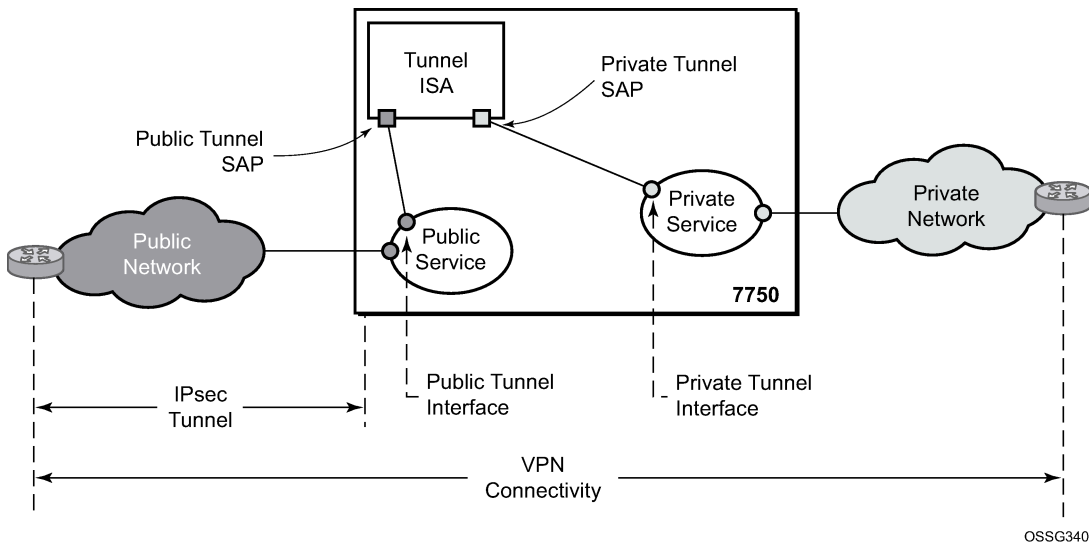 Tunnel
ISA
Private Tunnel
SAP
Public Tunnel
SAP
Public
Network
Public
Service
Private
Service
Private
Network
7750
Public Tunnel
Interface
Private Tunnel
Interface
IPsec
Tunnel
VPN
Connectivity
OSSG340